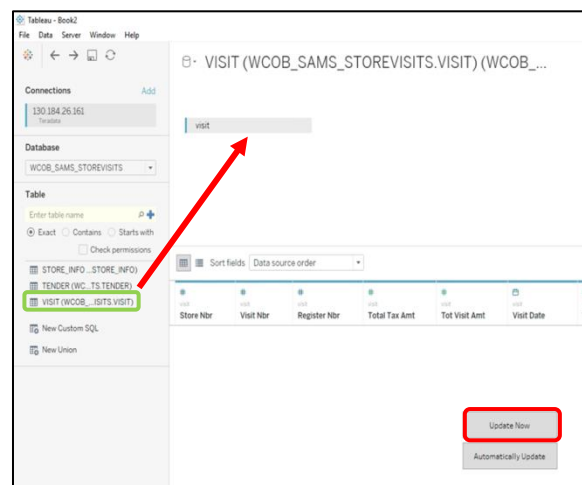 Tableau - Book2
File Data Server Window Help
VISIT (WCOB_SAMS_STOREVISITS.VISIT) (WCOB_...
Connections Add
130.184.26.161
Teradata
visit
Database
WCOB_SAMS_STOREVISITS
Table
Enter table name
Exact Contains Starts with
Check permissions
Sort fields Data source order
STORE_INFO ...STORE_INFO)
TENDER (WC...TS.TENDER)
VISIT (WCOB_...ISITS.VISIT)
New Custom SQL
New Union
visit visit visit visit visit visit
Store Nbr Visit Nbr Register Nbr Total Tax Amt Tot Visit Amt Visit Date
Update Now
Automatically Update